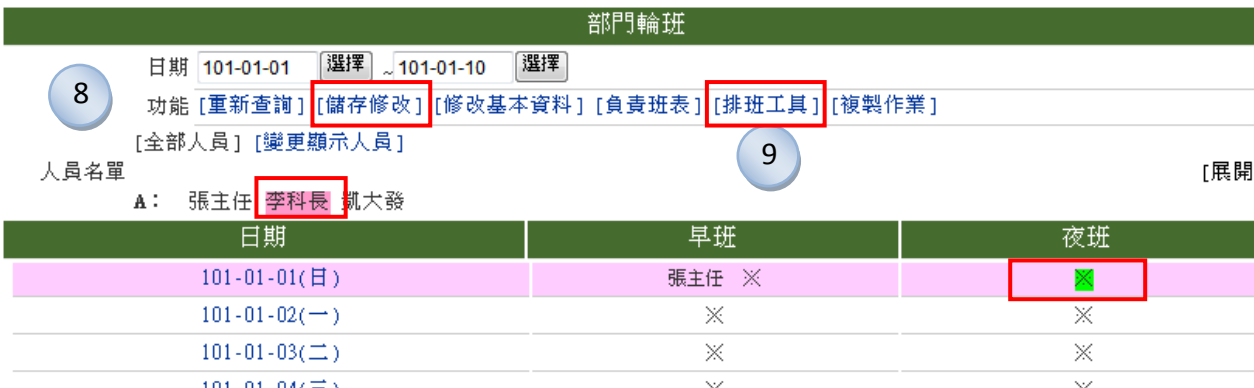 部門輪班
日期 101-01-01 選擇 ~ 101-01-10 選擇
8
功能 [重新查詢] [儲存修改] [修改基本資料] [負責班表] [排班工具] [複製作業]
[全部人員] [變更顯示人員]
9
人員名單
[展開
A： 張主任 李科長 凱大發
日期 早班 夜班
101-01-01(日) 張主任 ※ ※
101-01-02(一) ※ ※
101-01-03(二) ※ ※
101-01-04(三) ※ ※